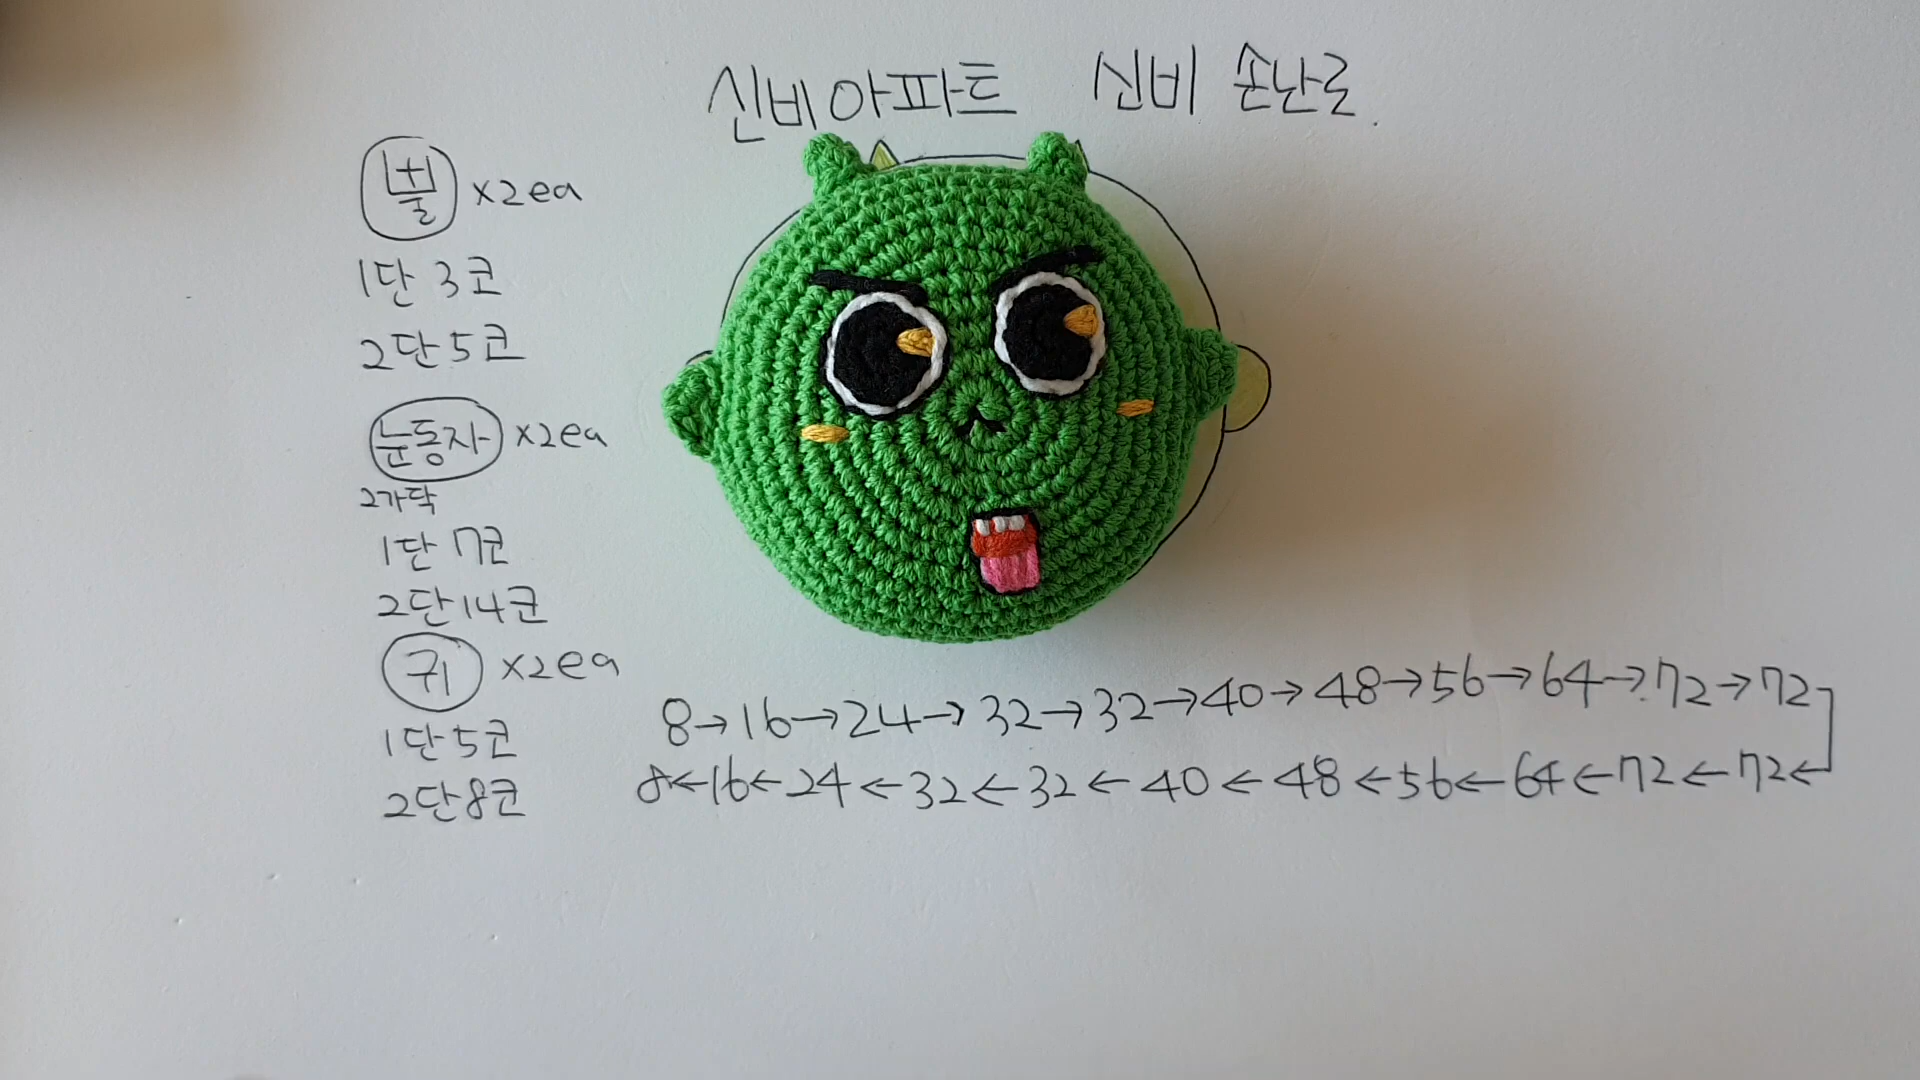 신비아파트 신비 손난로.
뿔 x2ea
1단 3코
2단 5코
눈동자 x2ea
2가닥
1단 7코
2단 14코
귀 x2ea
1단 5코
2단 8코
8→16→24→32→32→40→48→56→64→72→72
8←16←24←32←32←40←48←56←64←72←72←